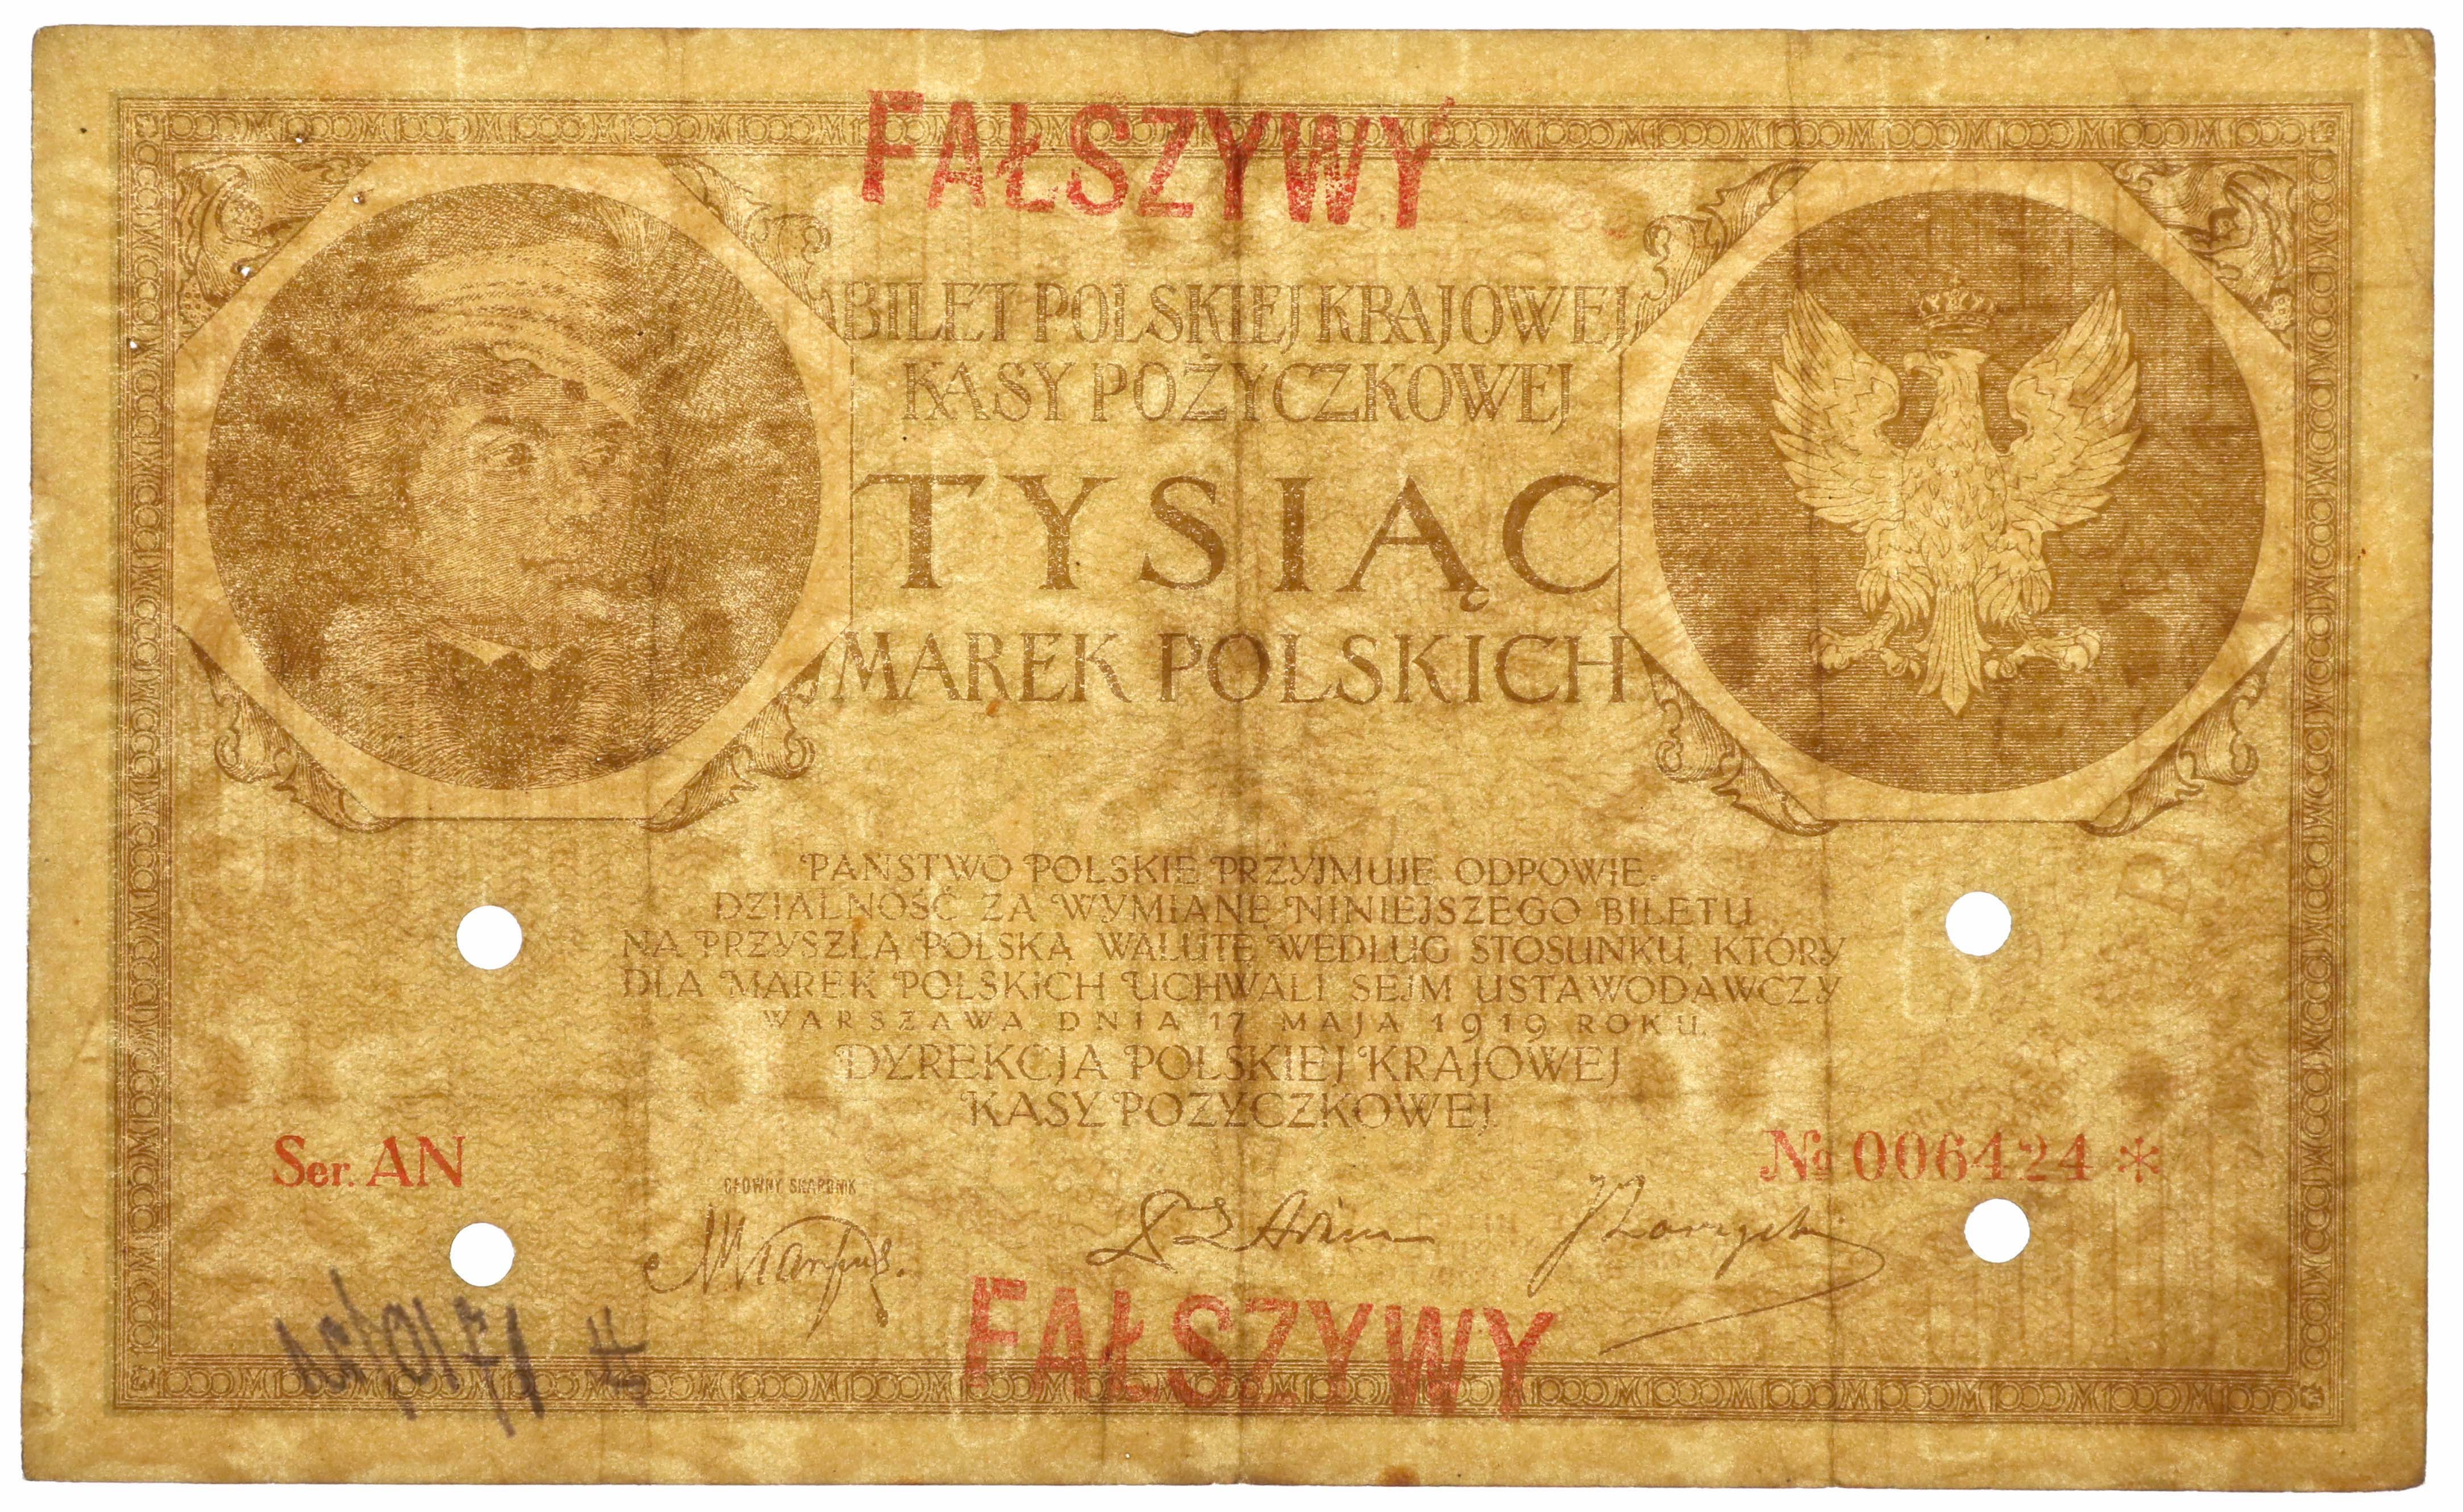 FAŁSZYWY
BILET POLSKIEJ KRAJOWEJ
KASY POŻYCZKOWEJ
TYSIĄC
MAREK POLSKICH
PAŃSTWO POLSKIE PRZYJMUJE ODPOWIE-
DZIALNOŚĆ ZA WYMIANĘ NINIEJSZEGO BILETU
NA PRZYSZŁĄ POLSKĄ WALUTĘ WEDŁUG STOSUNKU, KTÓRY
DLA MAREK POLSKICH UCHWALI SEJM USTAWODAWCZY
WARSZAWA DNIA 17 MAJA 1919 ROKU.
DYREKCJA POLSKIEJ KRAJOWEJ
KASY POŻYCZKOWEJ
Ser. AN
№ 006424 *
GŁÓWNY SKARBNIK
FAŁSZYWY